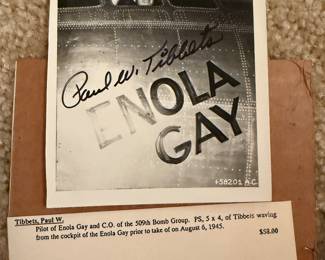 Paul W. Tibbets
ENOLA
GAY
58201 A.C.
Tibbets, Paul W.
Pilot of Enola Gay and C.O. of the 509th Bomb Group. PS, 5 x 4, of Tibbets waving
from the cockpit of the Enola Gay prior to take of on August 6, 1945.
$58.00